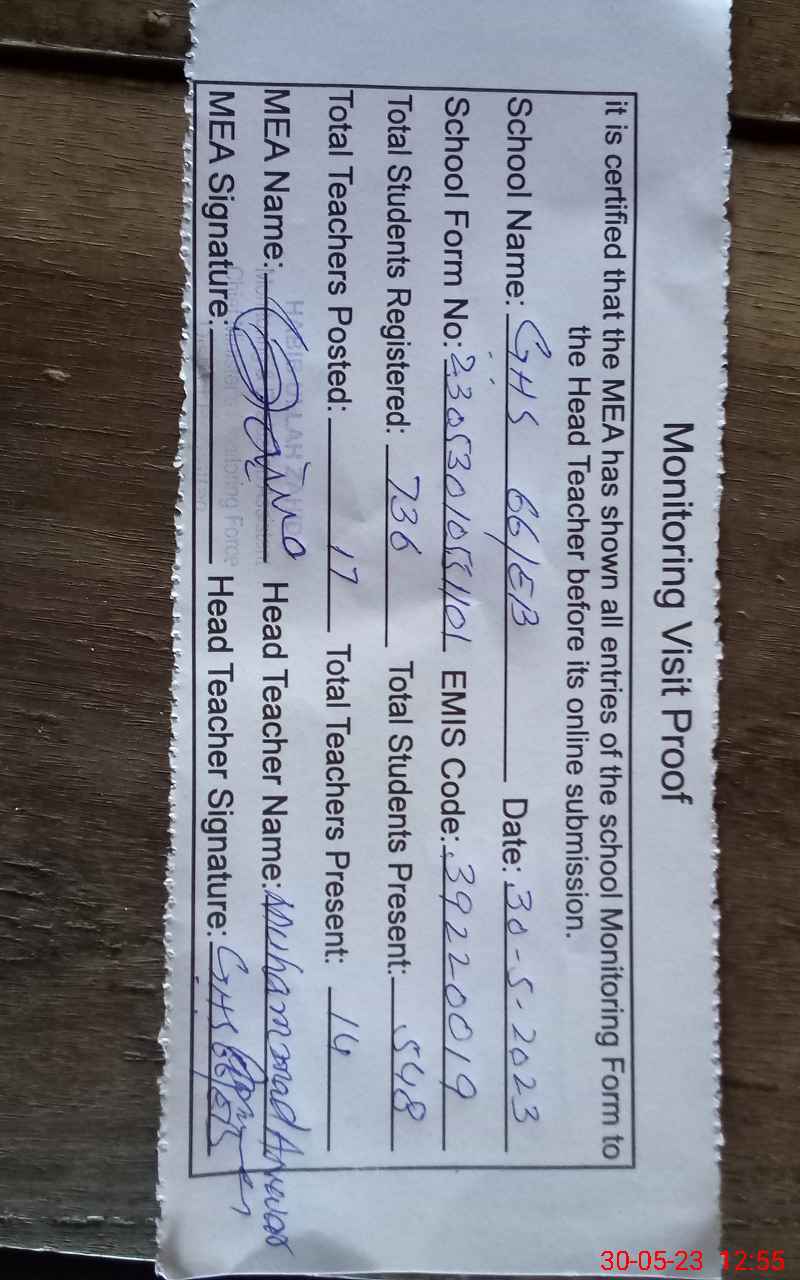 Monitoring Visit Proof
it is certified that the MEA has shown all entries of the school Monitoring Form to
the Head Teacher before its online submission.
School Name: GHS 66/EB Date: 30-5-2023
School Form No: EMIS Code: 39220019
Total Students Registered: 736 Total Students Present: 548
Total Teachers Posted: 17 Total Teachers Present: 14
MEA Name: Head Teacher Name: Muhammad Anwar
MEA Signature: Head Teacher Signature: GHS 66/EB
30-05-23 12:55